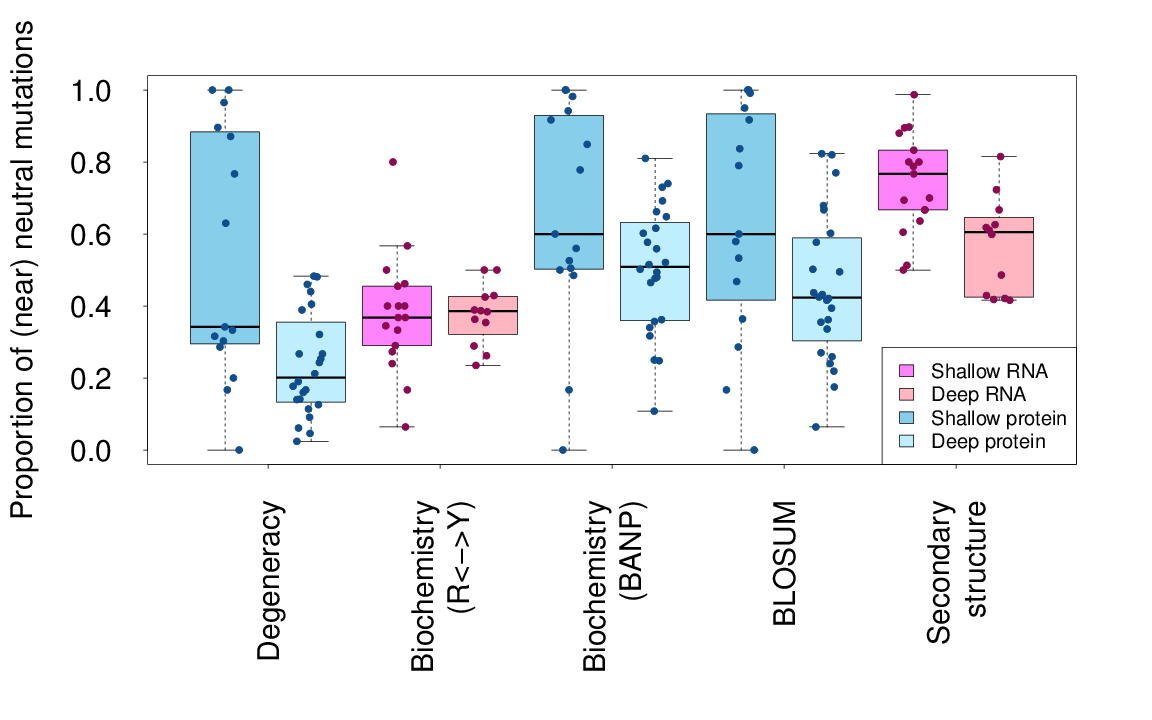 Proportion of (near) neutral mutations
1.0
0.8
0.6
0.4
0.2
0.0
Shallow RNA
Deep RNA
Shallow protein
Deep protein
Degeneracy
Biochemistry
(R<−>Y)
Biochemistry
(BANP)
BLOSUM
Secondary
structure